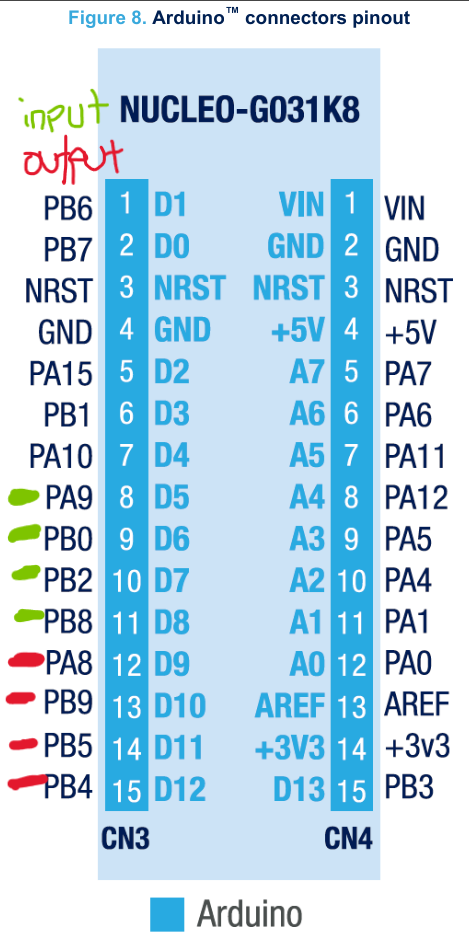 Figure 8. Arduino™ connectors pinout
input
NUCLEO-G031K8
output
PB6 1 D1 VIN 1 VIN
PB7 2 D0 GND 2 GND
NRST 3 NRST NRST 3 NRST
GND 4 GND +5V 4 +5V
PA15 5 D2 A7 5 PA7
PB1 6 D3 A6 6 PA6
PA10 7 D4 A5 7 PA11
PA9 8 D5 A4 8 PA12
PB0 9 D6 A3 9 PA5
PB2 10 D7 A2 10 PA4
PB8 11 D8 A1 11 PA1
PA8 12 D9 A0 12 PA0
PB9 13 D10 AREF 13 AREF
PB5 14 D11 +3V3 14 +3v3
PB4 15 D12 D13 15 PB3
CN3 CN4
Arduino